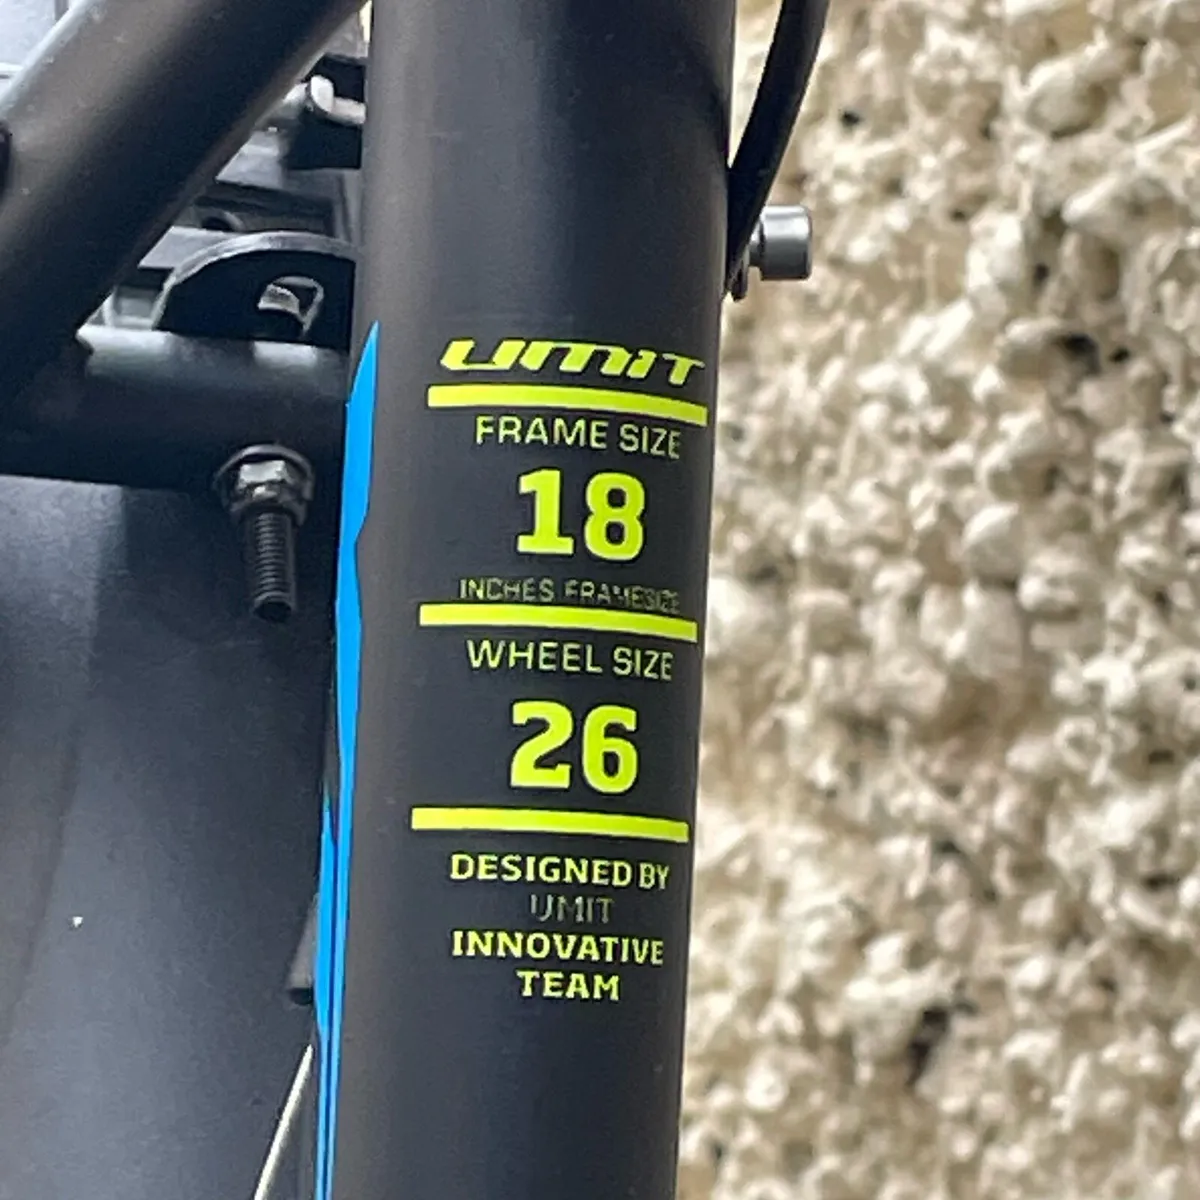 UMIT
FRAME SIZE
18
INCHES FRAMESIZE
WHEEL SIZE
26
DESIGNED BY
UMIT
INNOVATIVE
TEAM